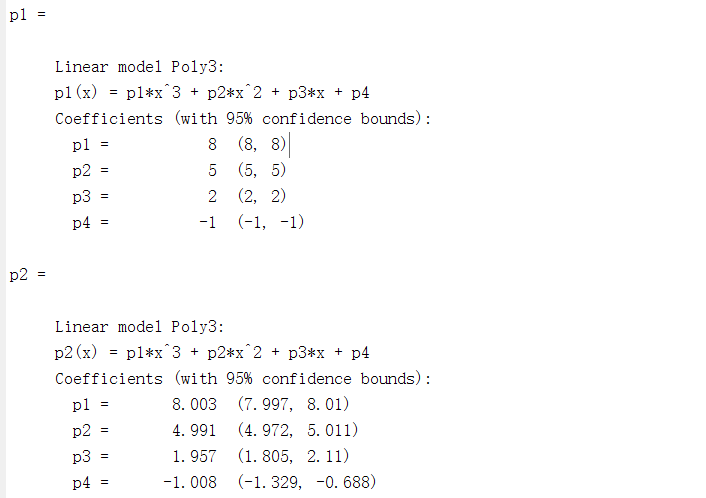 p1 =
Linear model Poly3:
p1(x) = p1*x^3 + p2*x^2 + p3*x + p4
Coefficients (with 95% confidence bounds):
p1 = 8 (8, 8)
p2 = 5 (5, 5)
p3 = 2 (2, 2)
p4 = -1 (-1, -1)
p2 =
Linear model Poly3:
p2(x) = p1*x^3 + p2*x^2 + p3*x + p4
Coefficients (with 95% confidence bounds):
p1 = 8.003 (7.997, 8.01)
p2 = 4.991 (4.972, 5.011)
p3 = 1.957 (1.805, 2.11)
p4 = -1.008 (-1.329, -0.688)